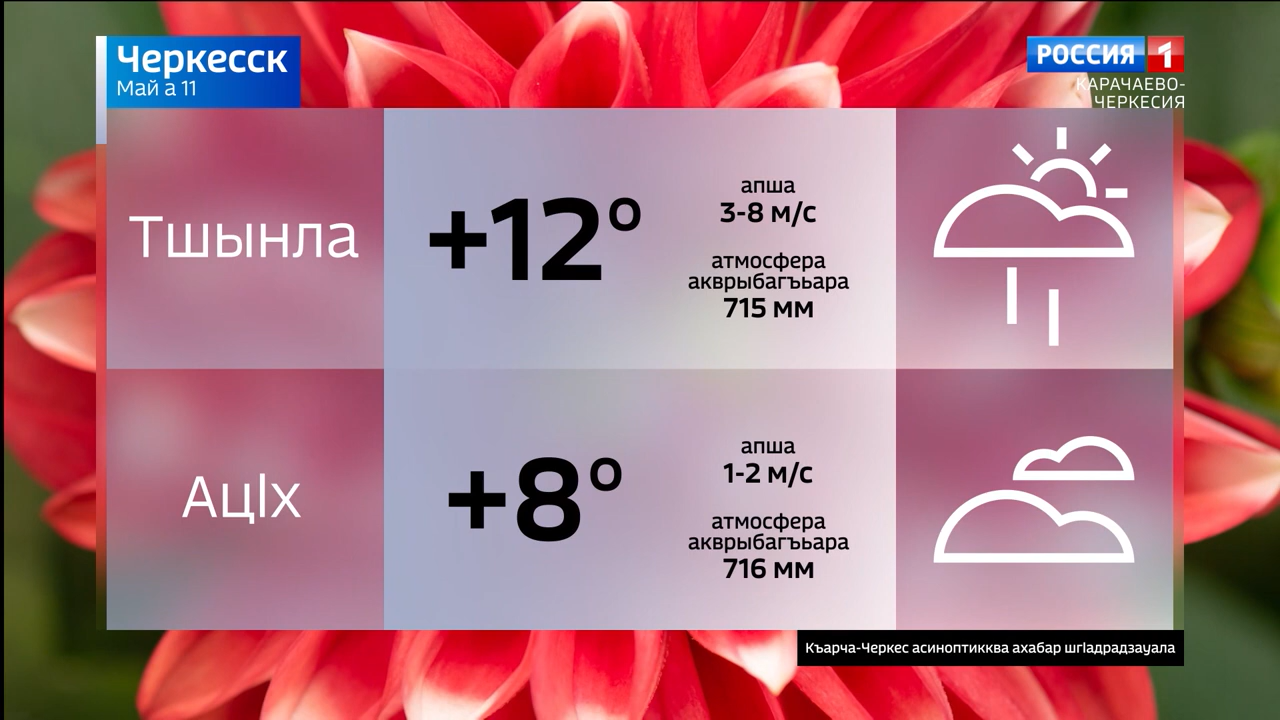 Черкесск
Май а 11
РОССИЯ 1
КАРАЧАЕВО-
ЧЕРКЕСИЯ
Тшынла
+12°
апша
3-8 м/с
атмосфера
акврыбагъьара
715 мм
АцӀх
+8°
апша
1-2 м/с
атмосфера
акврыбагъьара
716 мм
Къарча-Черкес асиноптикква ахабар шгӀадрадзауала